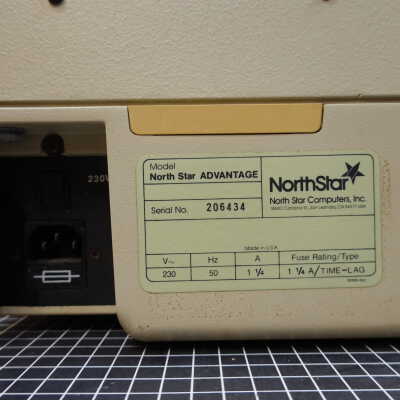 230V
Model
North Star ADVANTAGE
Serial No. 206434
NorthStar
North Star Computers, Inc.
Made in U.S.A.
V~ Hz A Fuse Rating/Type
230 50 1 ¼ 1 ¼ A/TIME-LAG